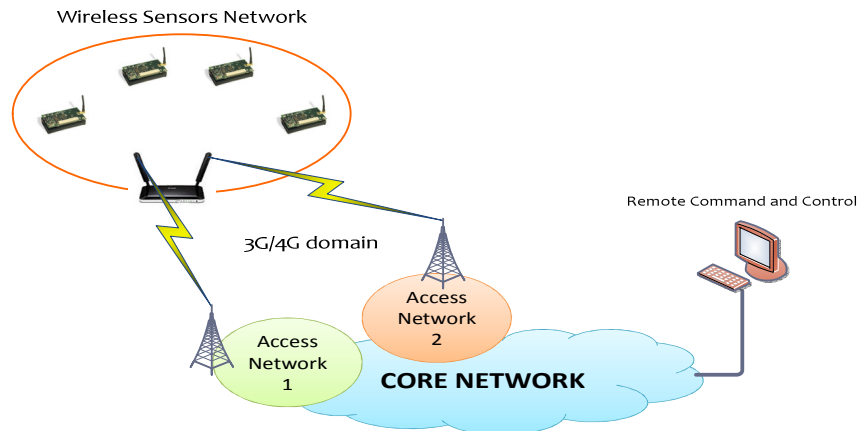 Wireless Sensors Network
Remote Command and Control
3G/4G domain
Access
Network
2
Access
Network
1
CORE NETWORK